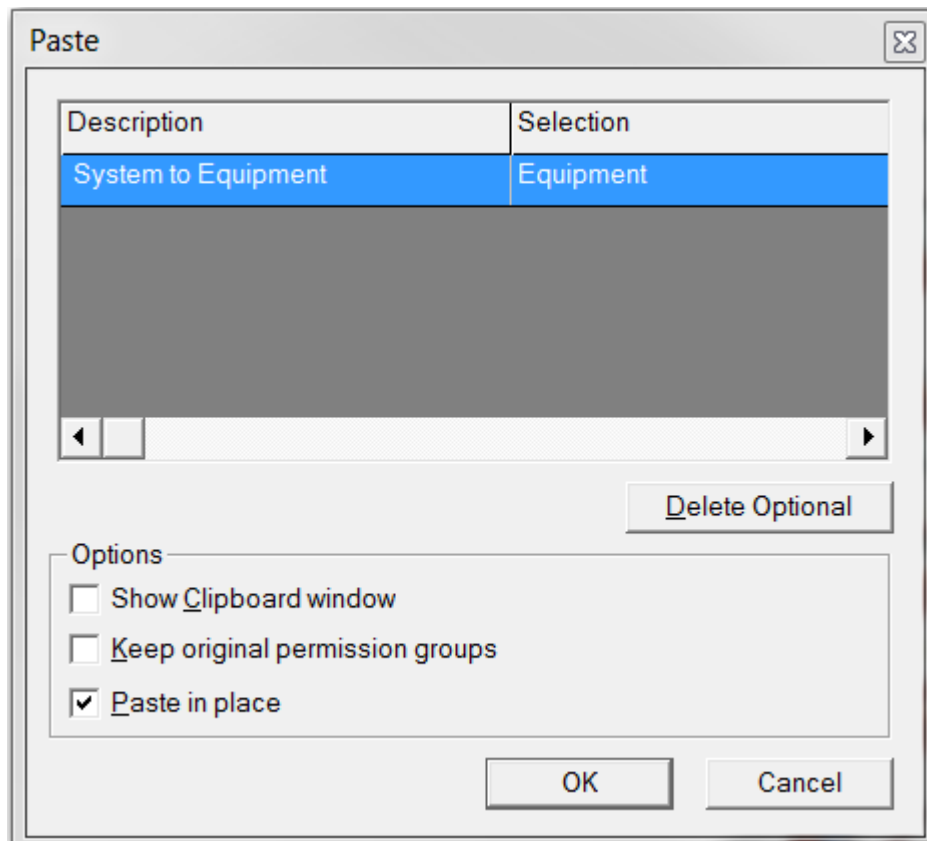 Paste
Description Selection
System to Equipment Equipment
Delete Optional
Options
Show Clipboard window
Keep original permission groups
Paste in place
OK Cancel